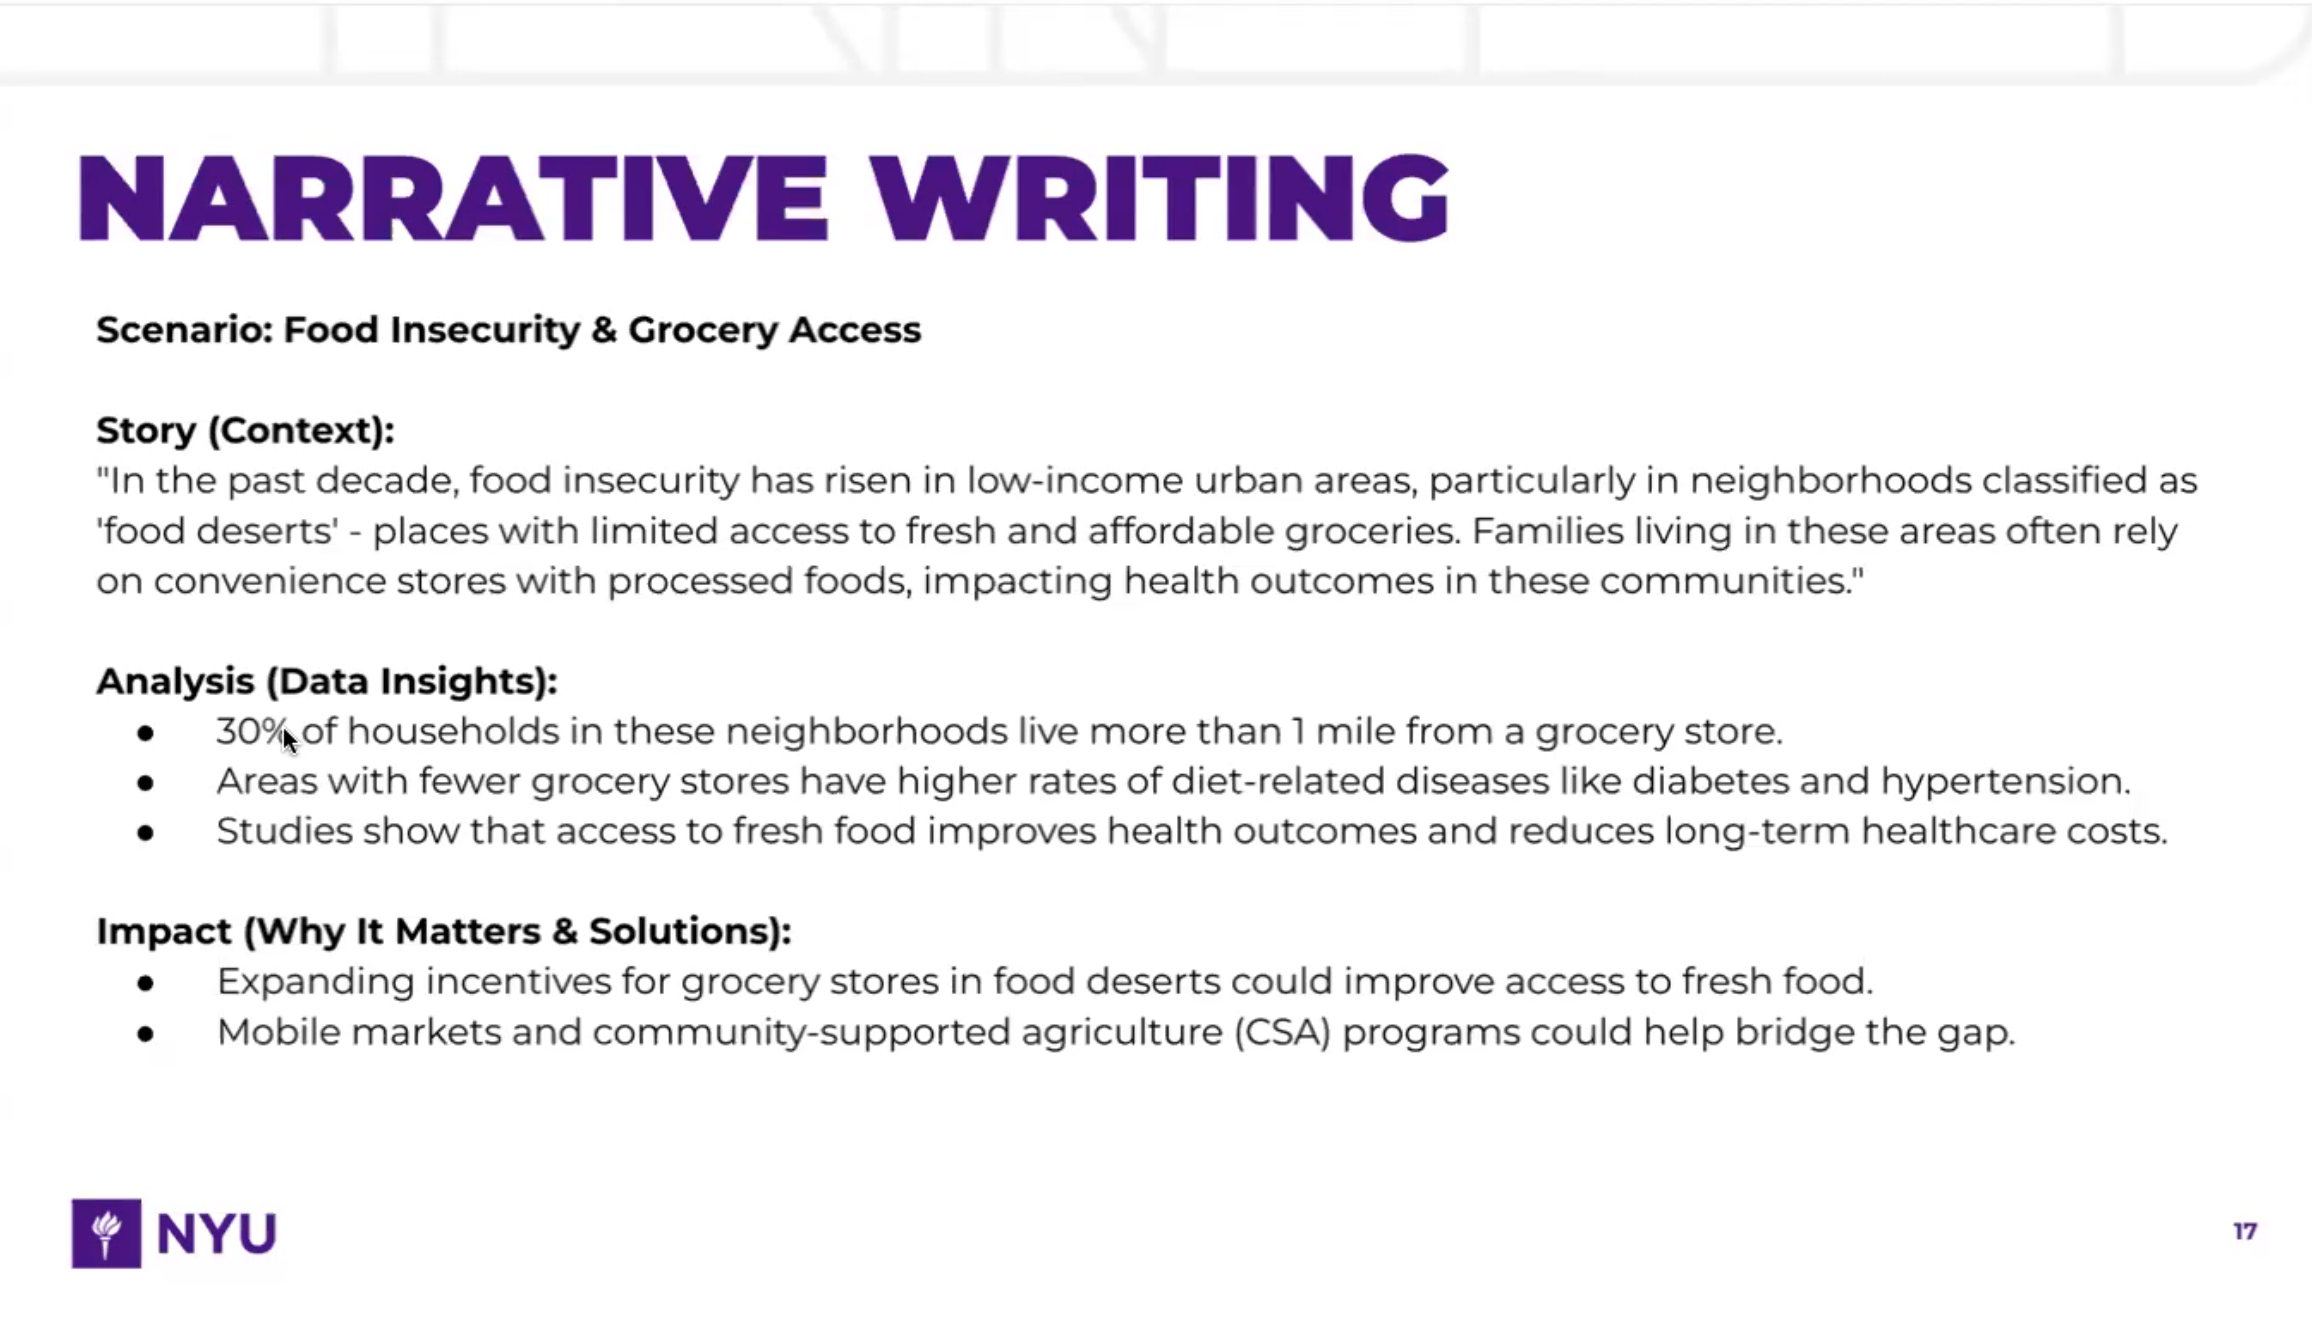 NARRATIVE WRITING
Scenario: Food Insecurity & Grocery Access
Story (Context):
"In the past decade, food insecurity has risen in low-income urban areas, particularly in neighborhoods classified as
'food deserts' - places with limited access to fresh and affordable groceries. Families living in these areas often rely
on convenience stores with processed foods, impacting health outcomes in these communities."
Analysis (Data Insights):
● 30% of households in these neighborhoods live more than 1 mile from a grocery store.
● Areas with fewer grocery stores have higher rates of diet-related diseases like diabetes and hypertension.
● Studies show that access to fresh food improves health outcomes and reduces long-term healthcare costs.
Impact (Why It Matters & Solutions):
● Expanding incentives for grocery stores in food deserts could improve access to fresh food.
● Mobile markets and community-supported agriculture (CSA) programs could help bridge the gap.
NYU
17